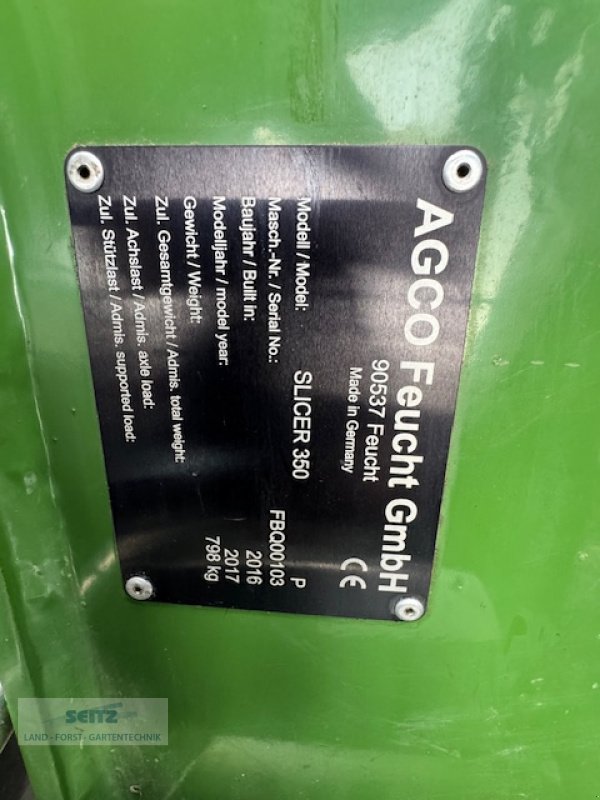 AGCO Feucht GmbH
90537 Feucht
Made in Germany
CE
Modell / Model: SLICER 350 P
Masch.-Nr. / Serial No.: FBQ00103
Baujahr / Built in: 2016
Modelljahr / model year: 2017
Gewicht / Weight: 798 kg
Zul. Gesamtgewicht / Admis. total weight:
Zul. Achslast / Admis. axle load:
Zul. Stützlast / Admis. supported load:
SEITZ
LAND - FORST - GARTENTECHNIK